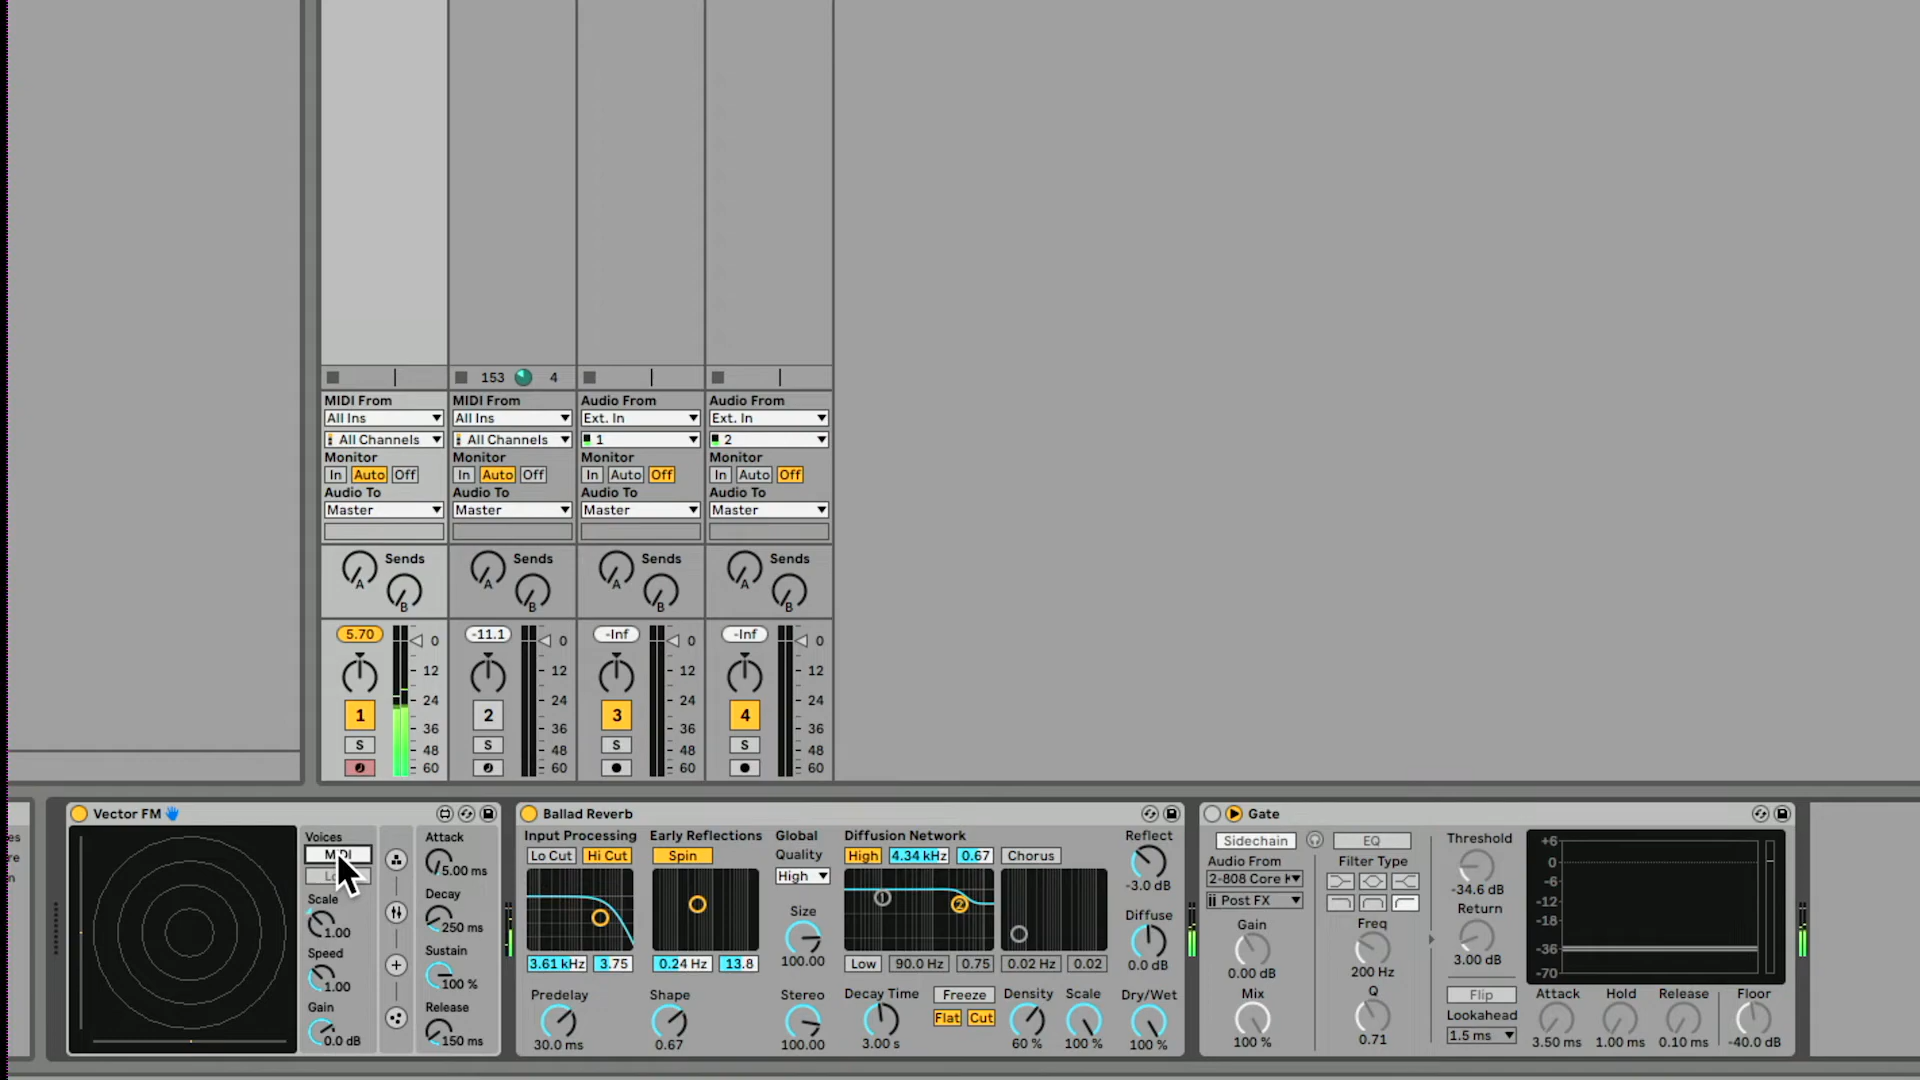 153 4
MIDI From MIDI From Audio From Audio From
All Ins All Ins Ext. In Ext. In
All Channels All Channels 1 2
Monitor Monitor Monitor Monitor
In Auto Off In Auto Off In Auto Off In Auto Off
Audio To Audio To Audio To Audio To
Master Master Master Master
Sends Sends Sends Sends
A A A A
B B B B
5.70 -11.1 -Inf -Inf
0 0 0 0
12 12 12 12
24 24 24 24
1 2 3 4
36 36 36 36
S S S S
48 48 48 48
60 60 60 60
Vector FM
Voices
MIDI
Scale
1.00
Speed
1.00
Gain
0.0 dB
Attack
5.00 ms
Decay
250 ms
Sustain
100 %
Release
150 ms
Ballad Reverb
Input Processing
Lo Cut Hi Cut
3.61 kHz 3.75
Predelay
30.0 ms
Early Reflections
Spin
0.24 Hz 13.8
Shape
0.67
Global
Quality
High
Size
100.00
Stereo
100.00
Diffusion Network
High 4.34 kHz 0.67 Chorus
1 2
Low 90.0 Hz 0.75 0.02 Hz 0.02
Decay Time
3.00 s
Freeze
Flat Cut
Density
60 %
Scale
100 %
Reflect
-3.0 dB
Diffuse
0.0 dB
Dry/Wet
100 %
Gate
Sidechain
Audio From
2-808 Core
Post FX
Gain
0.00 dB
Mix
100 %
EQ
Filter Type
Freq
200 Hz
Q
0.71
Threshold
-34.6 dB
Return
3.00 dB
Flip
Lookahead
1.5 ms
+6
0
-6
-12
-18
-36
-70
Attack Hold Release Floor
3.50 ms 1.00 ms 0.10 ms -40.0 dB